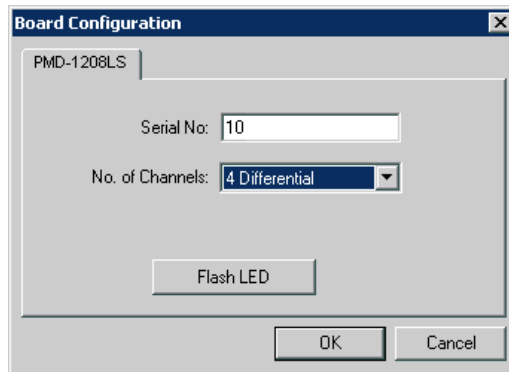 Board Configuration
PMD-1208LS
Serial No: 10
No. of Channels: 4 Differential
Flash LED
OK Cancel